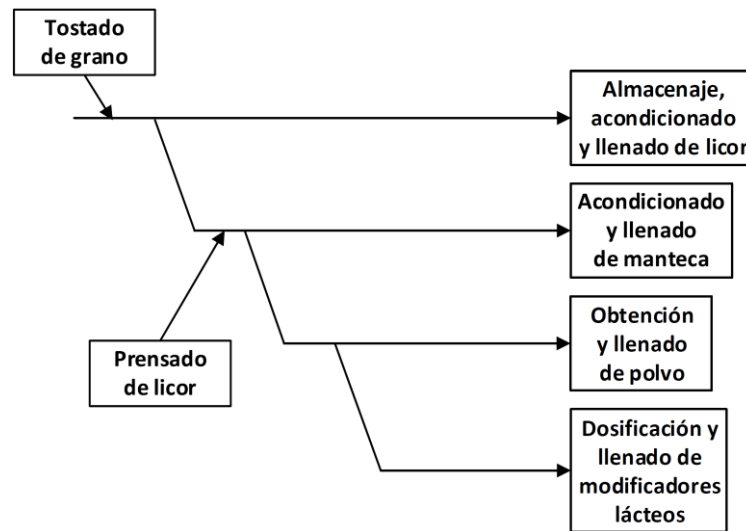 Tostado
de grano
Almacenaje,
acondicionado
y llenado de licor
Acondicionado
y llenado
de manteca
Obtención
y llenado
de polvo
Prensado
de licor
Dosificación y
llenado de
modificadores
lácteos